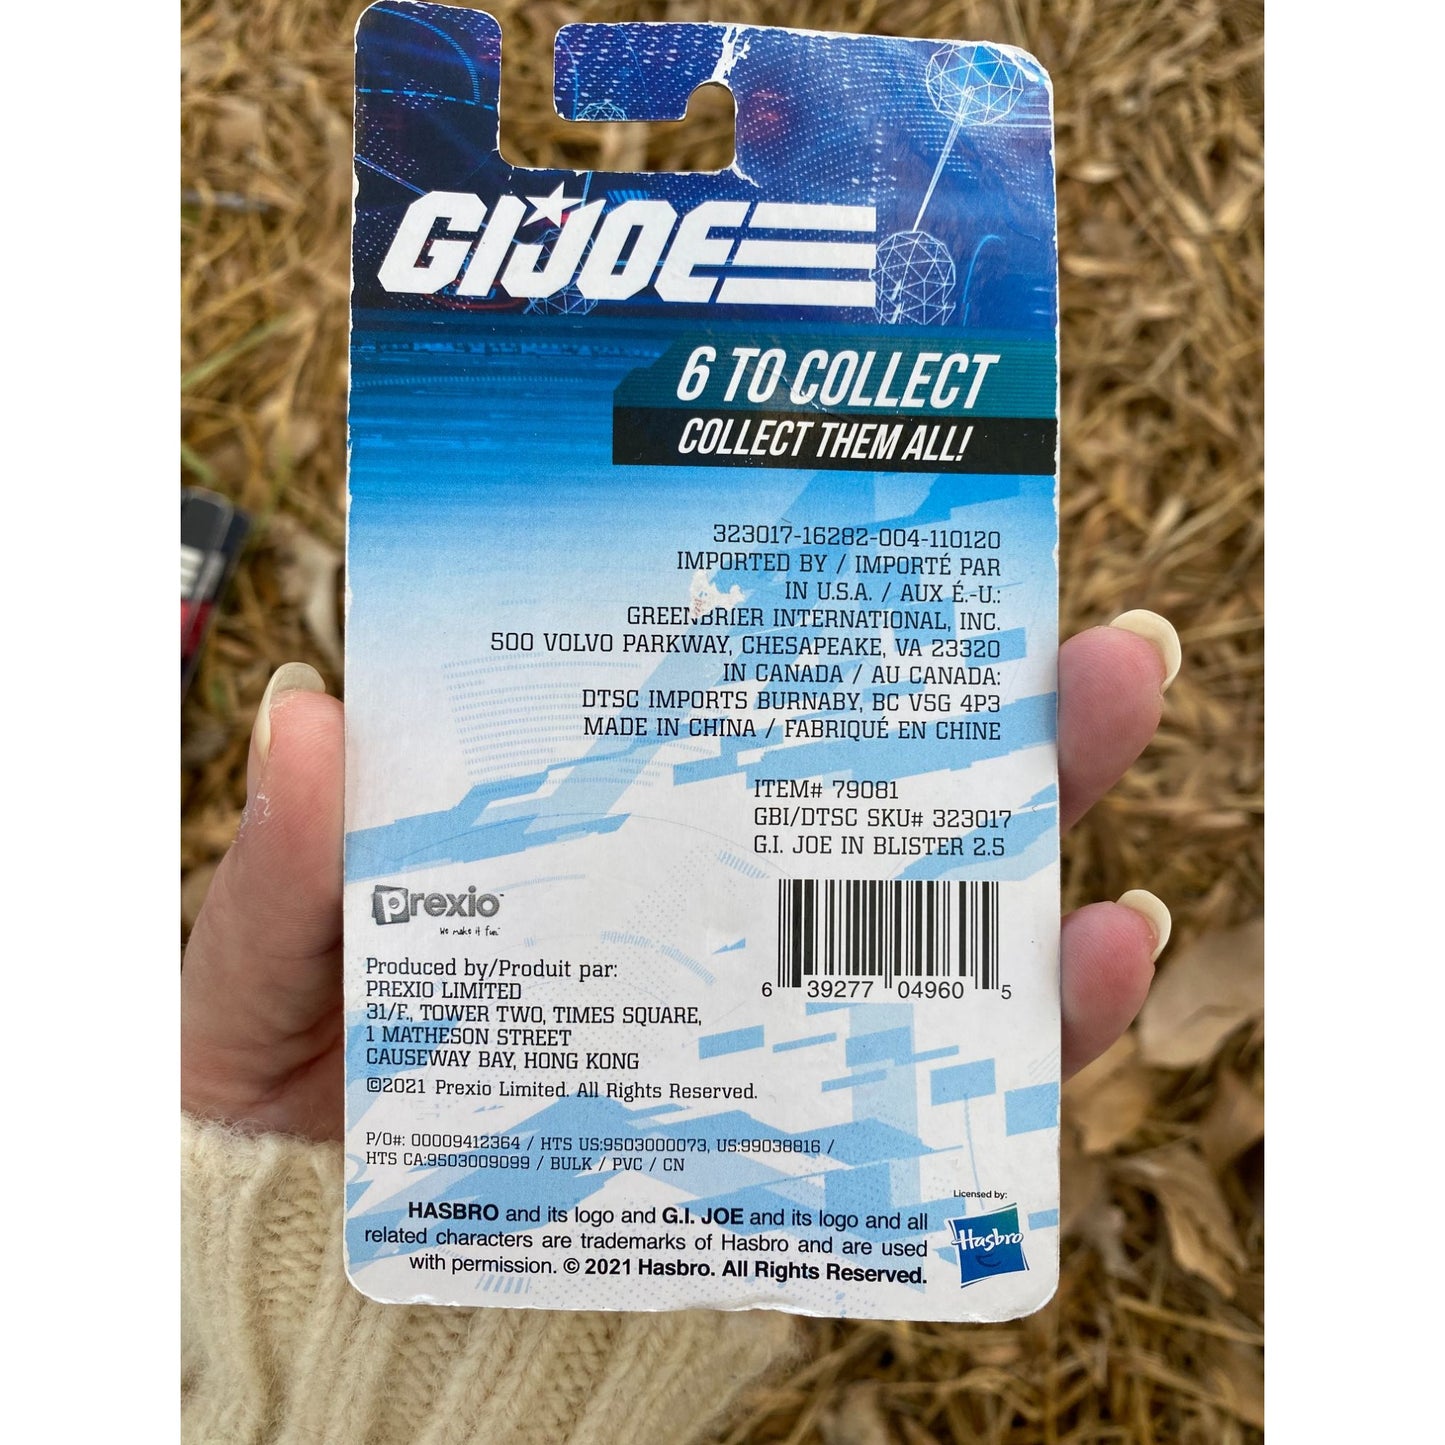 GI JOE
6 TO COLLECT
COLLECT THEM ALL!
323017-16282-004-110120
IMPORTED BY / IMPORTÉ PAR
IN U.S.A. / AUX É.-U.:
GREENBRIER INTERNATIONAL, INC.
500 VOLVO PARKWAY, CHESAPEAKE, VA 23320
IN CANADA / AU CANADA:
DTSC IMPORTS BURNABY, BC V5G 4P3
MADE IN CHINA / FABRIQUÉ EN CHINE
ITEM# 79081
GBI/DTSC SKU# 323017
G.I. JOE IN BLISTER 2.5
6 39277 04960 5
Prexio™
We make it fun™
Produced by/Produit par:
PREXIO LIMITED
31/F., TOWER TWO, TIMES SQUARE,
1 MATHESON STREET
CAUSEWAY BAY, HONG KONG
©2021 Prexio Limited. All Rights Reserved.
P/O#: 00009412364 / HTS US:9503000073, US:99038816 /
HTS CA:9503009099 / BULK / PVC / CN
HASBRO and its logo and G.I. JOE and its logo and all
related characters are trademarks of Hasbro and are used
with permission. © 2021 Hasbro. All Rights Reserved.
Licensed by:
Hasbro